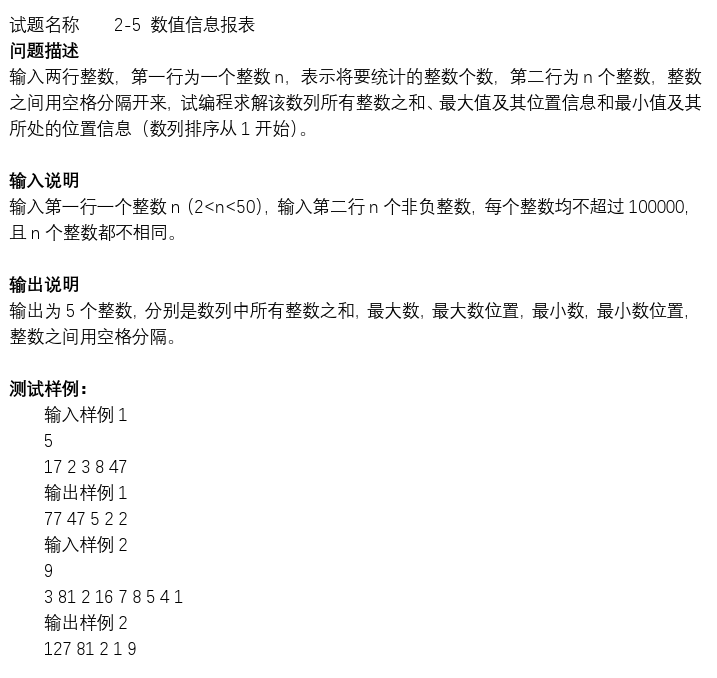 试题名称 2-5 数值信息报表
问题描述
输入两行整数，第一行为一个整数 n，表示将要统计的整数个数，第二行为 n 个整数，整数
之间用空格分隔开来，试编程求解该数列所有整数之和、最大值及其位置信息和最小值及其
所处的位置信息（数列排序从 1 开始）。
输入说明
输入第一行一个整数 n（2<n<50），输入第二行 n 个非负整数，每个整数均不超过 100000，
且 n 个整数都不相同。
输出说明
输出为 5 个整数，分别是数列中所有整数之和，最大数，最大数位置，最小数，最小数位置，
整数之间用空格分隔。
测试样例：
输入样例 1
5
17 2 3 8 47
输出样例 1
77 47 5 2 2
输入样例 2
9
3 81 2 16 7 8 5 4 1
输出样例 2
127 81 2 1 9